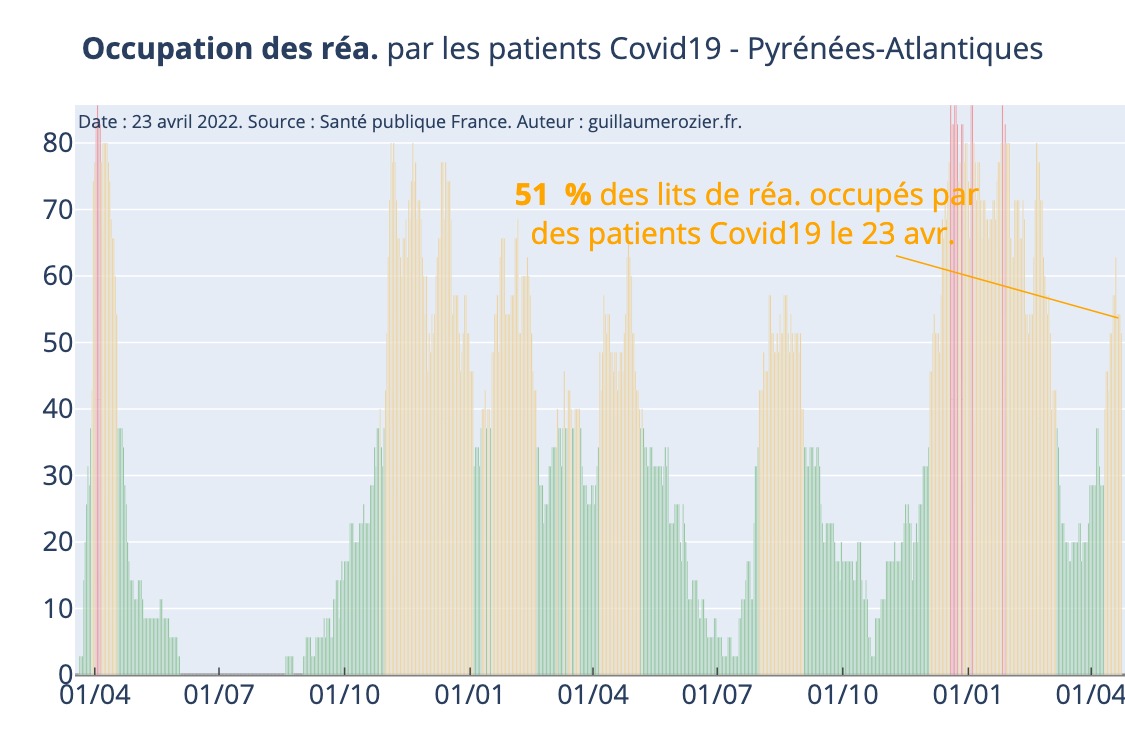 Occupation des réa. par les patients Covid19 - Pyrénées-Atlantiques
Date : 23 avril 2022. Source : Santé publique France. Auteur : guillaumerozier.fr.
80
51 % des lits de réa. occupés par
70
des patients Covid19 le 23 avr.
60
50
40
30
20
10
0
01/04 01/07 01/10 01/01 01/04 01/07 01/10 01/01 01/04